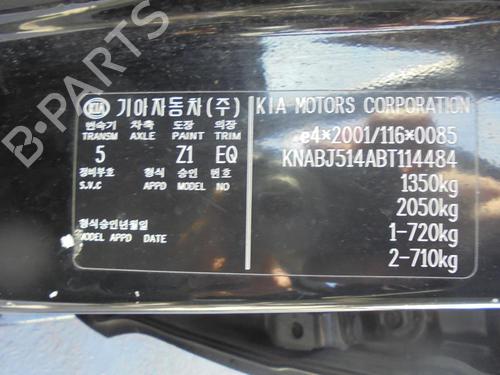 KIA 기아자동차(주) KIA MOTORS CORPORATION
변속기 차축 도장 의장
TRANSM AXLE PAINT TRIM
5 Z1 EQ
정비부호 형식 승인 번호
S.V.C APPD MODEL NO
형식승인년월일
MODEL APPD DATE
e4*2001/116*0085
KNABJ514ABT114484
1350kg
2050kg
1-720kg
2-710kg
B-PARTS